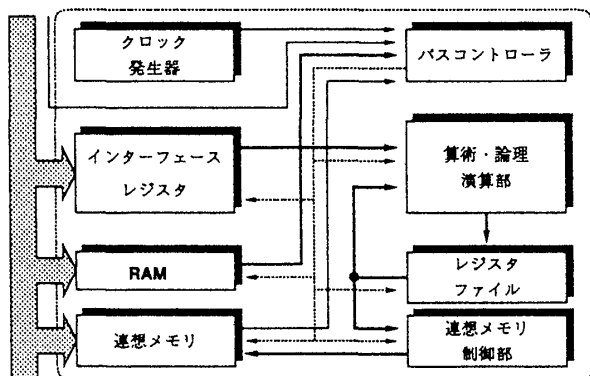 クロック
発生器
バスコントローラ
インターフェース
レジスタ
算術・論理
演算部
RAM
レジスタ
ファイル
連想メモリ
連想メモリ
制御部